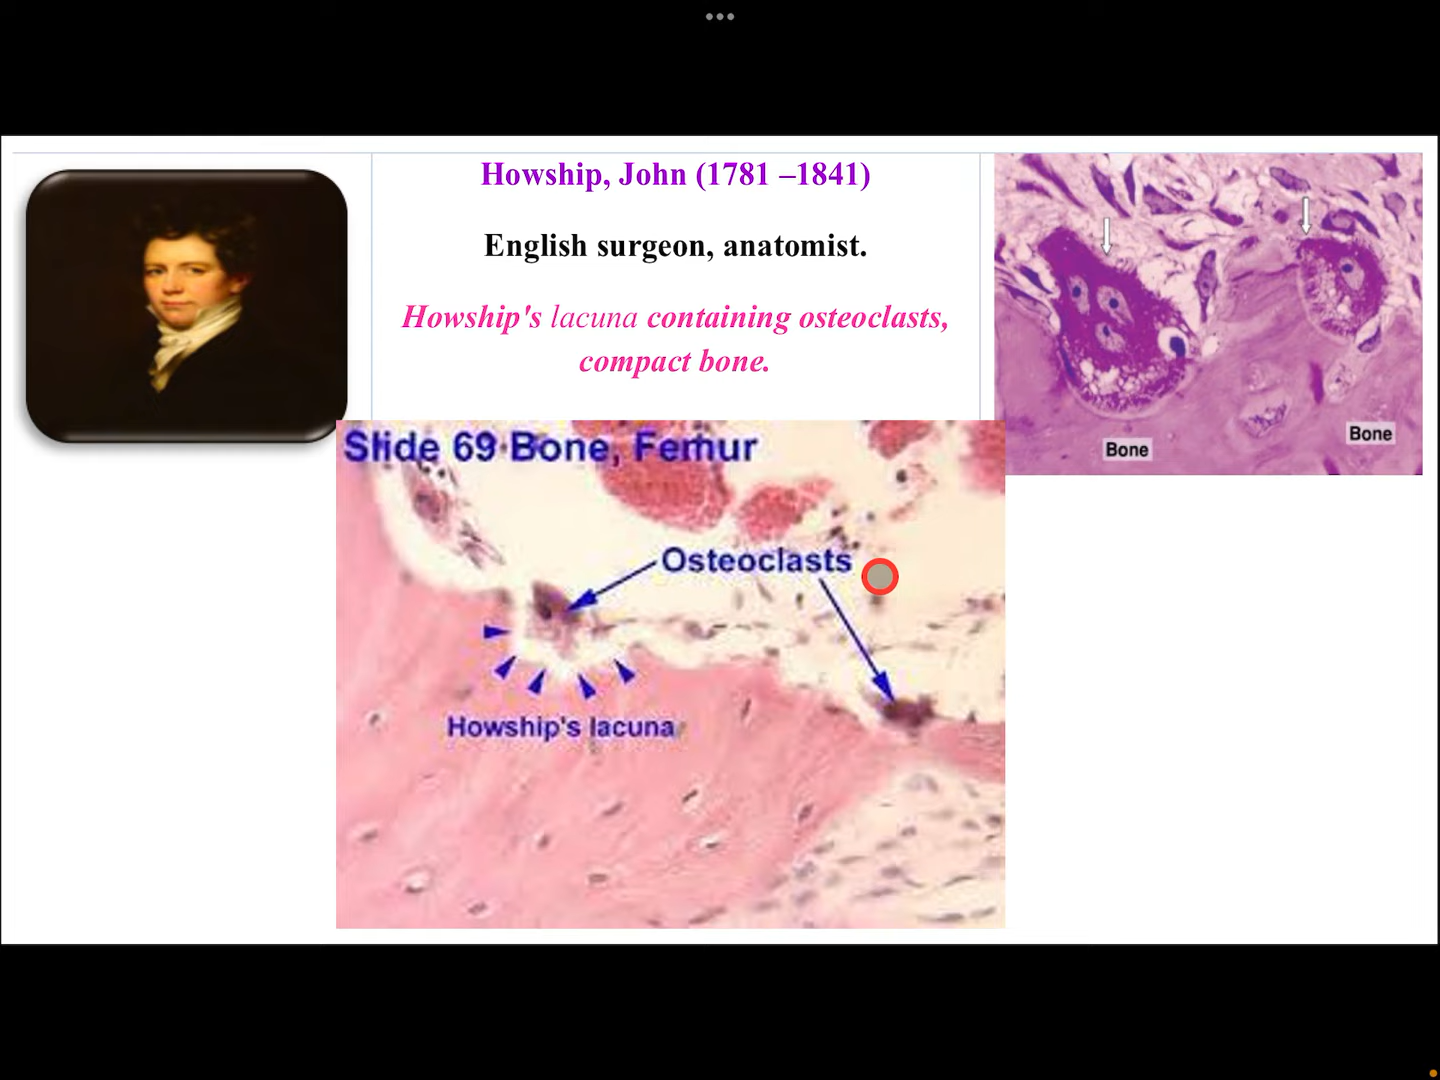 Howship, John (1781 –1841)
English surgeon, anatomist.
Howship's lacuna containing osteoclasts,
compact bone.
Bone
Bone
Slide 69 Bone, Femur
Osteoclasts
Howship's lacuna